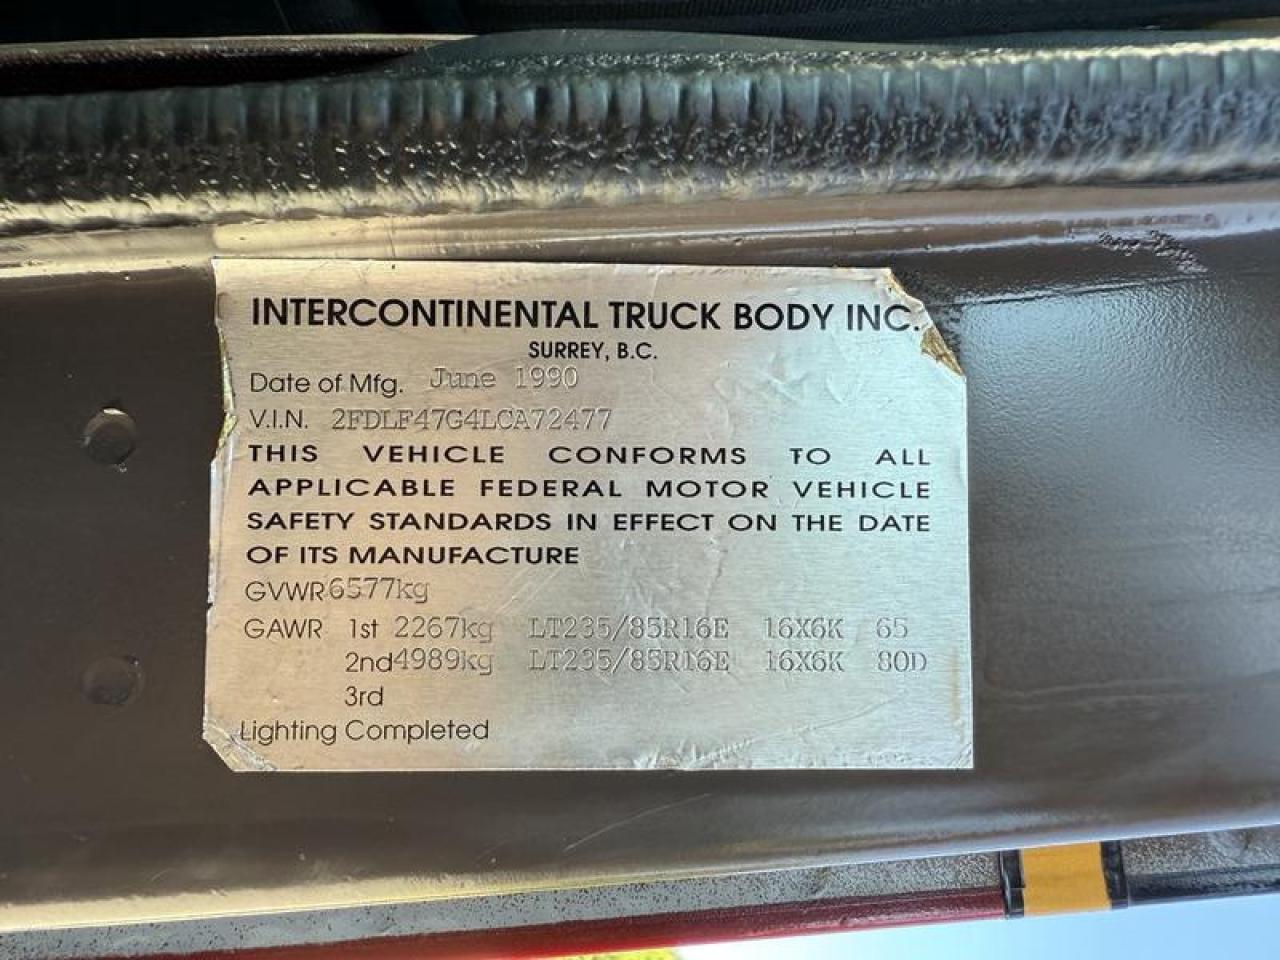 INTERCONTINENTAL TRUCK BODY INC.
SURREY, B.C.
Date of Mfg. June 1990
V.I.N. 2FDLF47G4LCA72477
THIS VEHICLE CONFORMS TO ALL
APPLICABLE FEDERAL MOTOR VEHICLE
SAFETY STANDARDS IN EFFECT ON THE DATE
OF ITS MANUFACTURE
GVWR 6577kg
GAWR 1st 2267kg LT235/85R16E 16X6K 65
2nd 4989kg LT235/85R16E 16X6K 80D
3rd
Lighting Completed